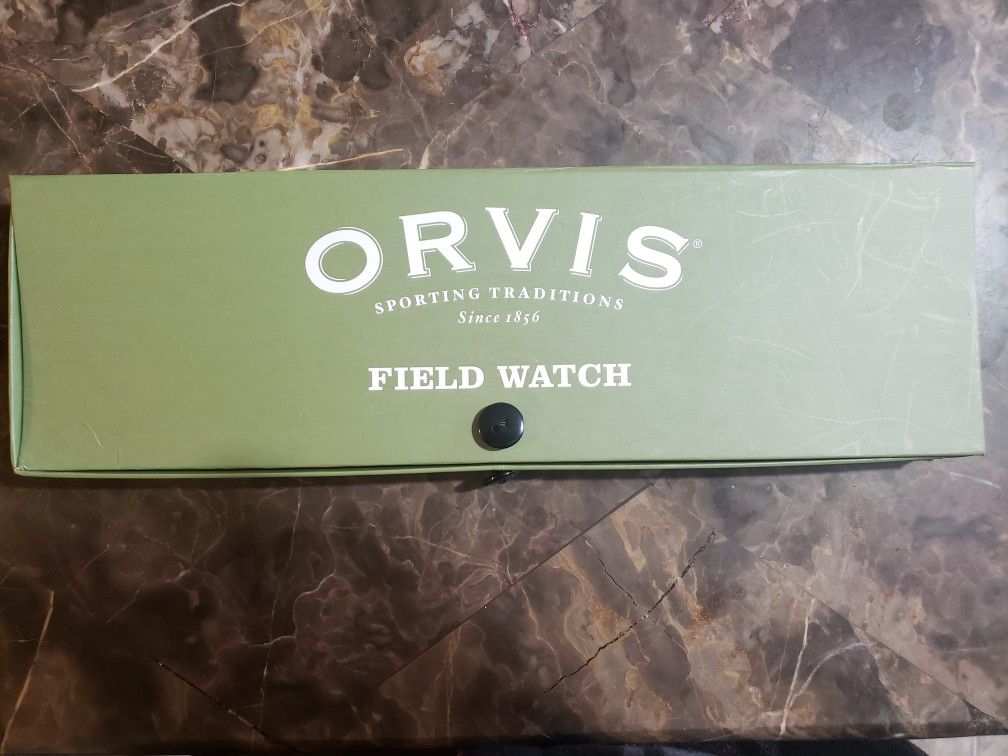 ORVIS®
SPORTING TRADITIONS
Since 1856
FIELD WATCH